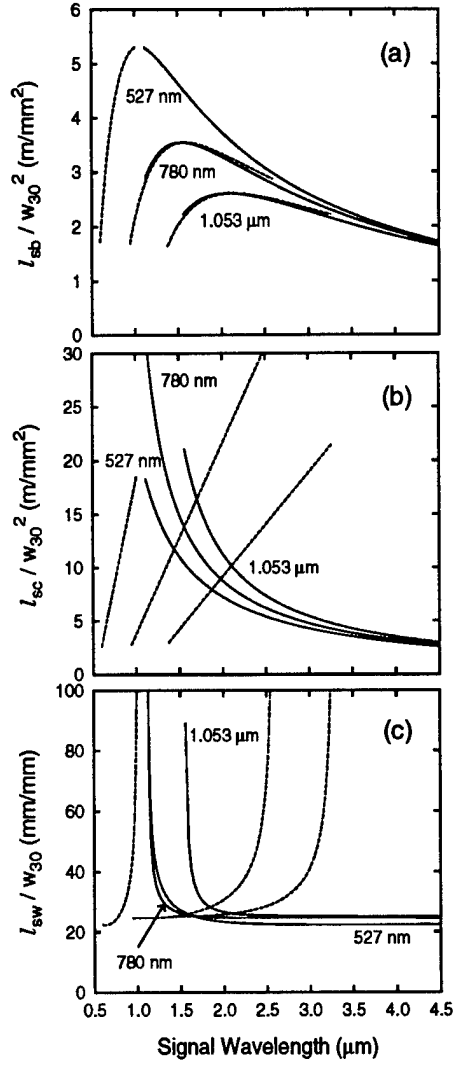 6
5
4
3
2
1
0
l_sb / w_30^2 (m/mm^2)
(a)
527 nm
780 nm
1.053 μm
30
25
20
15
10
5
0
l_sc / w_30^2 (m/mm^2)
(b)
780 nm
527 nm
1.053 μm
100
80
60
40
20
0
l_sw / w_30 (mm/mm)
(c)
1.053 μm
527 nm
780 nm
0.5 1.0 1.5 2.0 2.5 3.0 3.5 4.0 4.5
Signal Wavelength (μm)